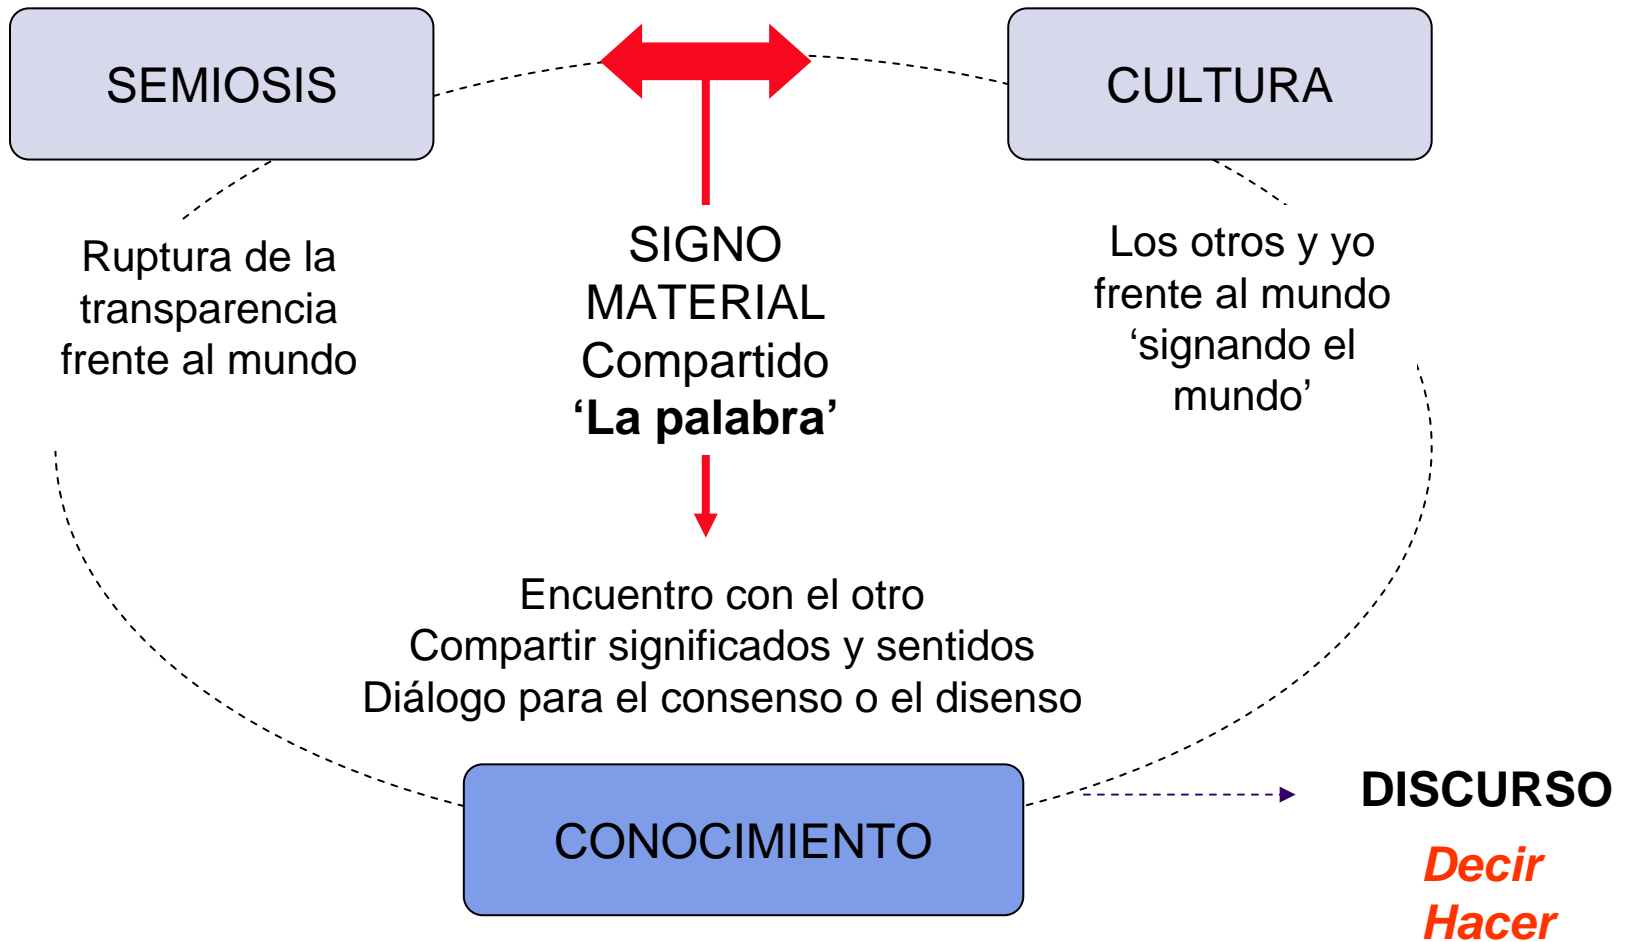 SEMIOSIS
CULTURA
Ruptura de la
transparencia
frente al mundo
SIGNO
MATERIAL
Compartido
‘La palabra’
Los otros y yo
frente al mundo
‘signando el
mundo’
Encuentro con el otro
Compartir significados y sentidos
Diálogo para el consenso o el disenso
CONOCIMIENTO
DISCURSO
Decir
Hacer